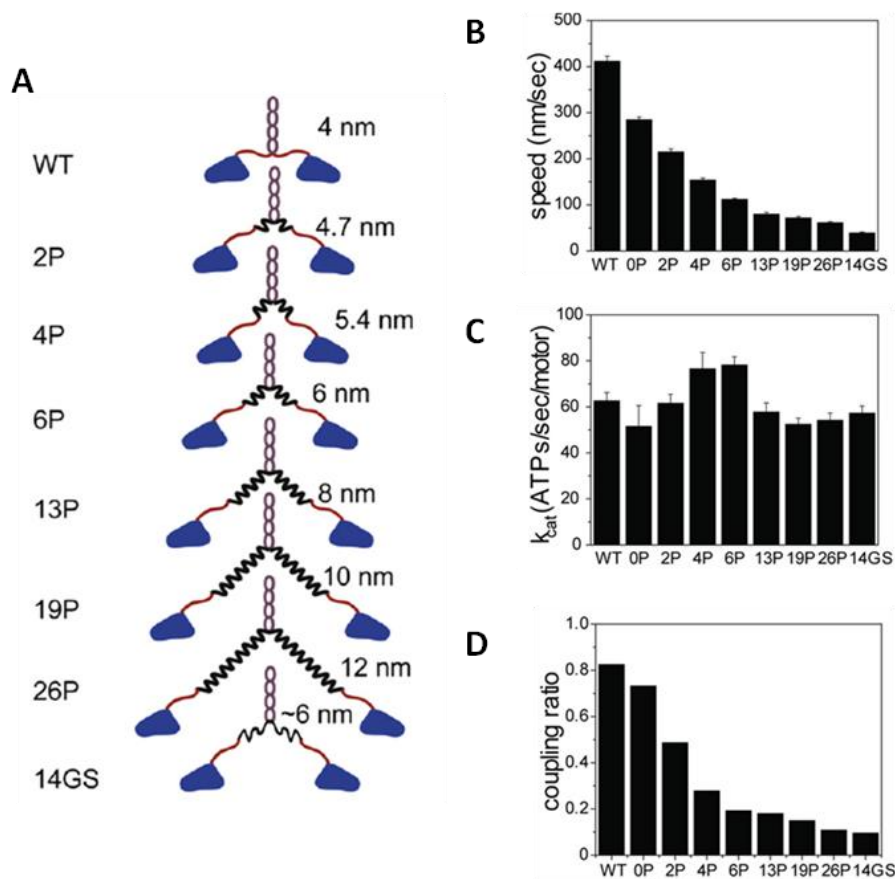 A
WT
4 nm
2P
4.7 nm
4P
5.4 nm
6P
6 nm
13P
8 nm
19P
10 nm
26P
12 nm
14GS
~6 nm
B
speed (nm/sec)
500
400
300
200
100
0
WT 0P 2P 4P 6P 13P 19P 26P 14GS
C
kcat (ATPs/sec/motor)
100
80
60
40
20
0
WT 0P 2P 4P 6P 13P 19P 26P 14GS
D
coupling ratio
1.0
0.8
0.6
0.4
0.2
0
WT 0P 2P 4P 6P 13P 19P 26P 14GS